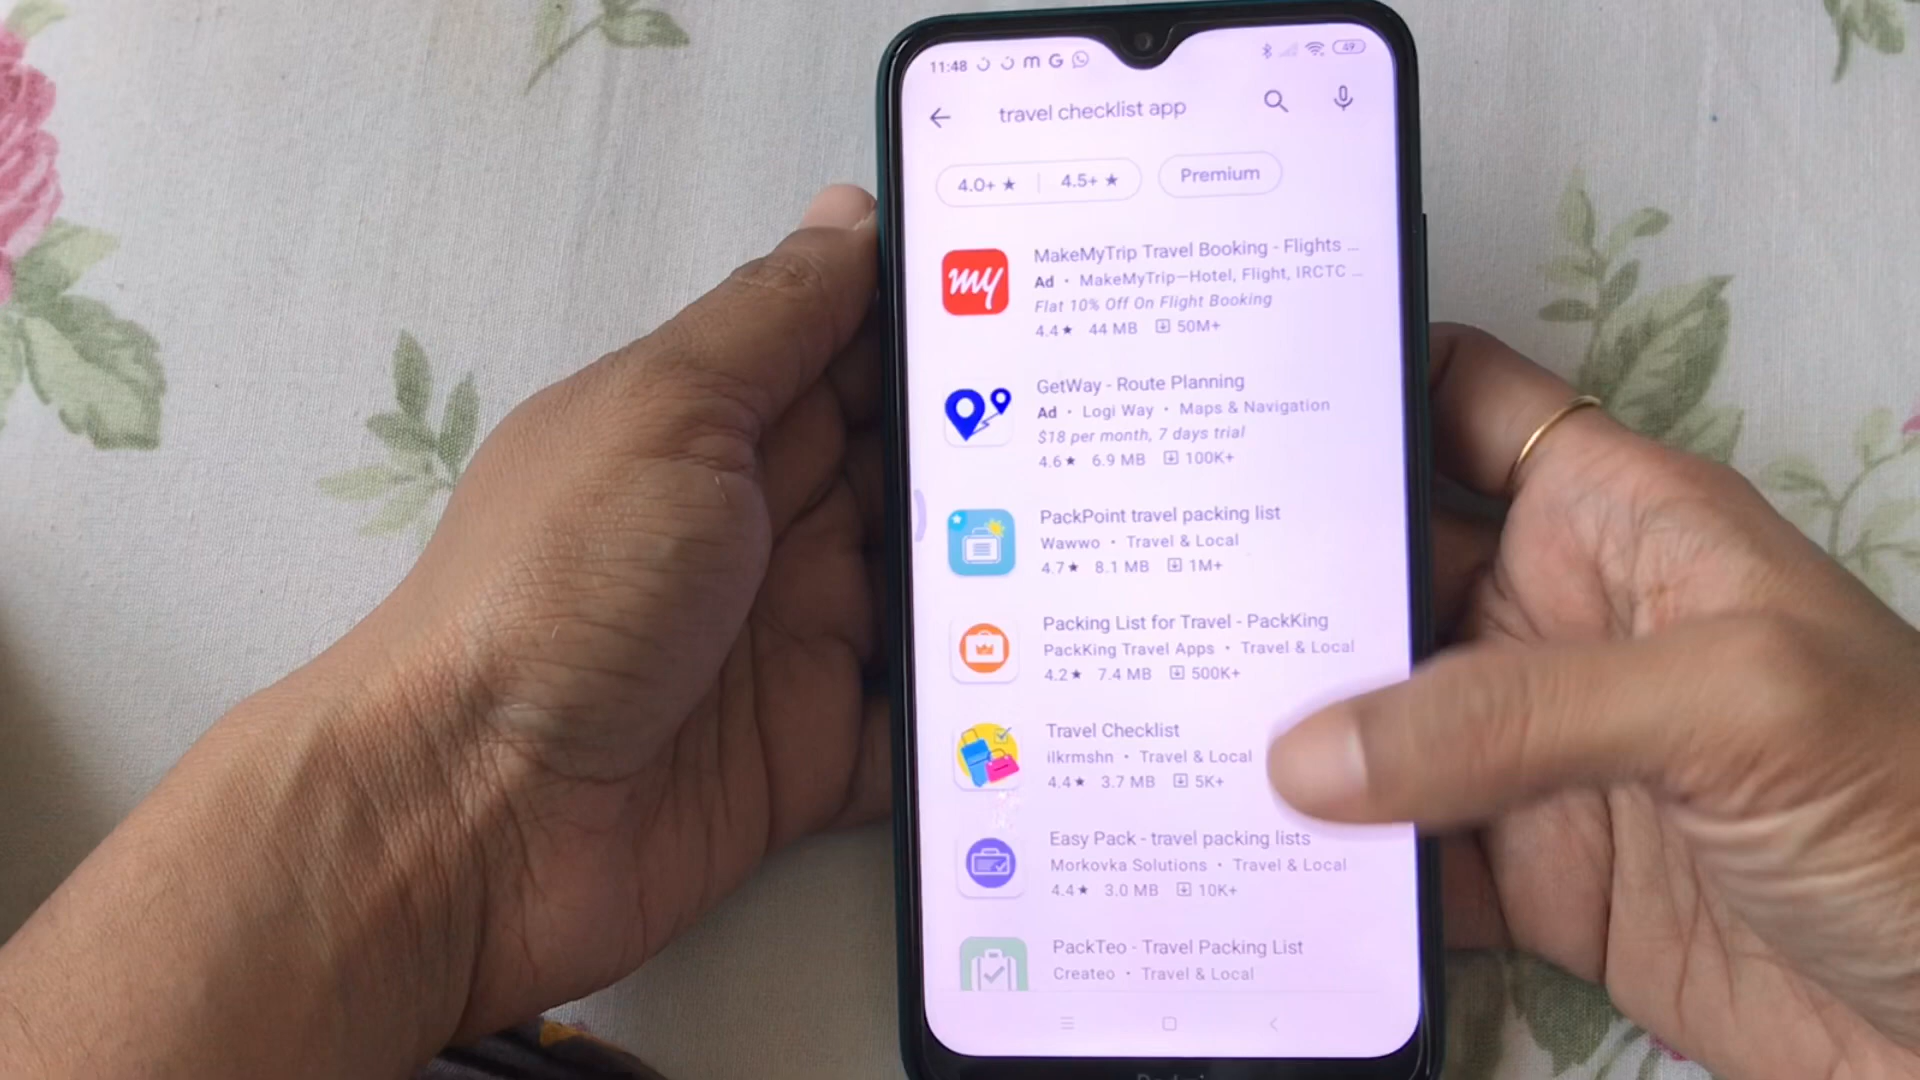 11:48 m G 49
travel checklist app
4.0+ ★ 4.5+ ★ Premium
my
MakeMyTrip Travel Booking - Flights ...
Ad • MakeMyTrip—Hotel, Flight, IRCTC ...
Flat 10% Off On Flight Booking
4.4★ 44 MB 50M+
GetWay - Route Planning
Ad • Logi Way • Maps & Navigation
$18 per month, 7 days trial
4.6★ 6.9 MB 100K+
PackPoint travel packing list
Wawwo • Travel & Local
4.7★ 8.1 MB 1M+
Packing List for Travel - PackKing
PackKing Travel Apps • Travel & Local
4.2★ 7.4 MB 500K+
Travel Checklist
ilkrmshn • Travel & Local
4.4★ 3.7 MB 5K+
Easy Pack - travel packing lists
Morkovka Solutions • Travel & Local
4.4★ 3.0 MB 10K+
PackTeo - Travel Packing List
Createo • Travel & Local